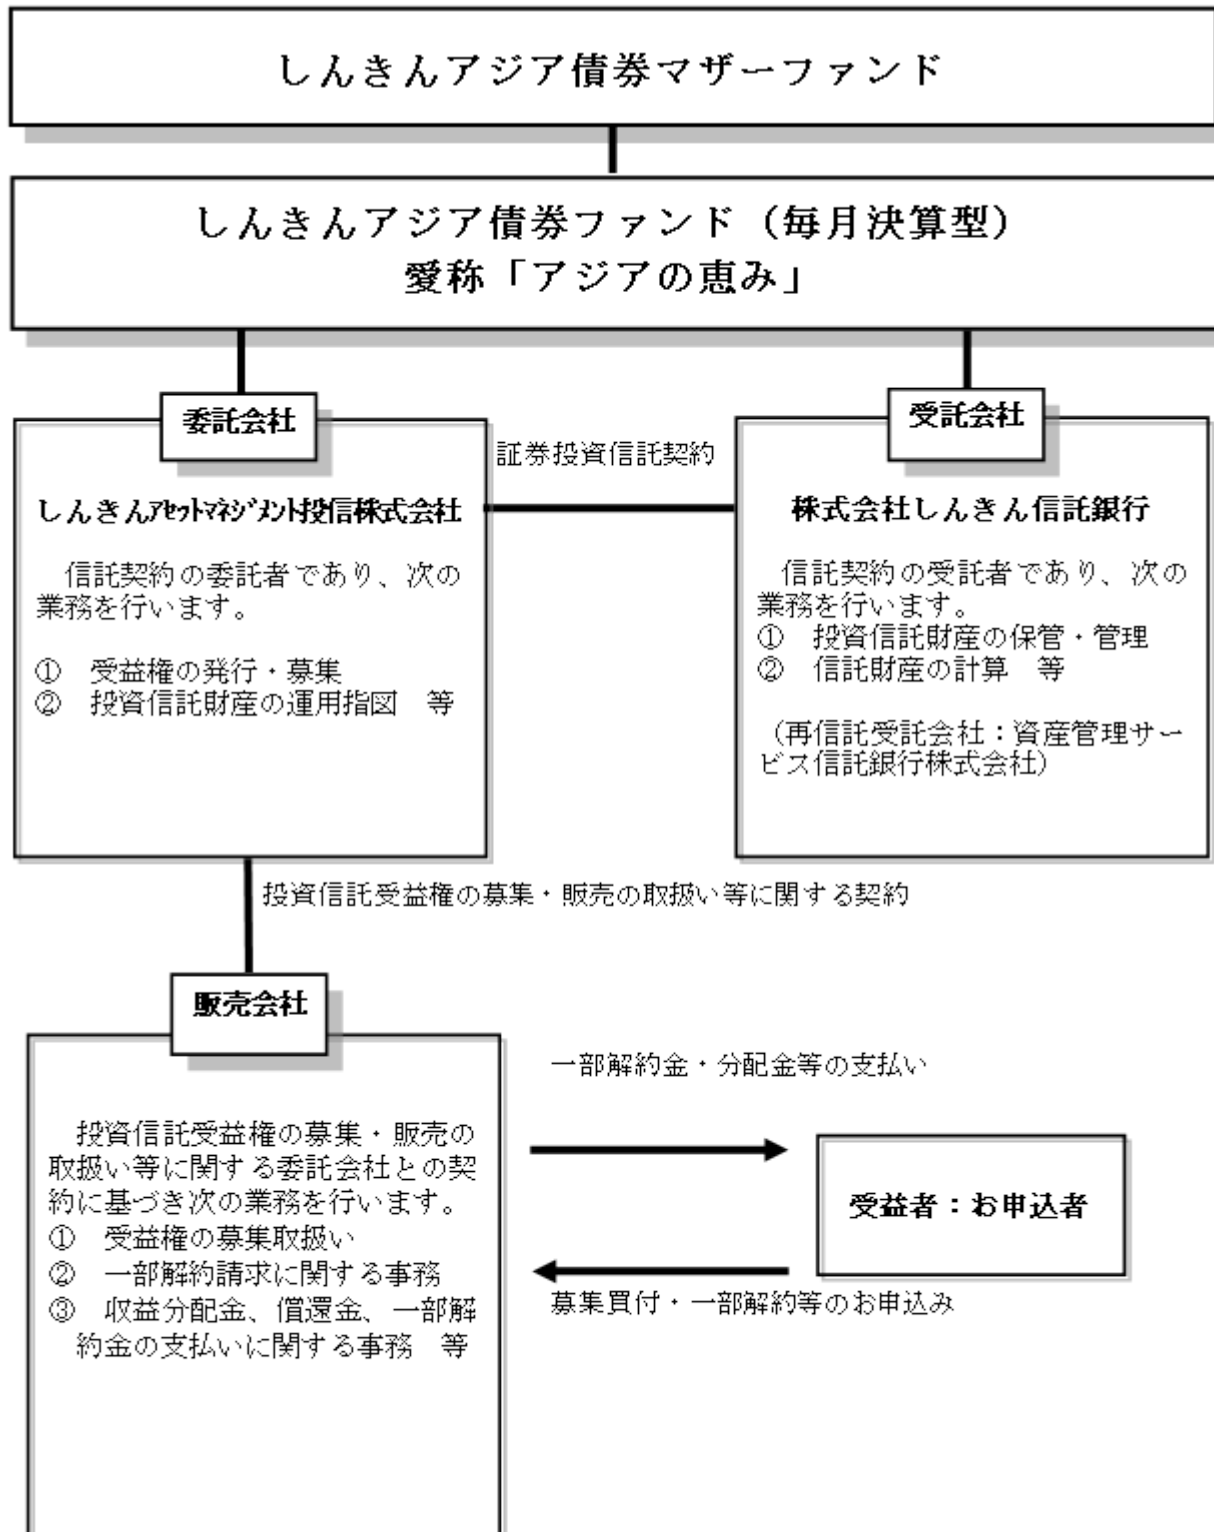 しんきんアジア債券マザーファンド
しんきんアジア債券ファンド（毎月決算型）
愛称「アジアの恵み」
委託会社
しんきんｱｾｯﾄﾏﾈｼﾞﾒﾝﾄ投信株式会社
信託契約の委託者であり、次の
業務を行います。
①　受益権の発行・募集
②　投資信託財産の運用指図　等
証券投資信託契約
受託会社
株式会社しんきん信託銀行
信託契約の受託者であり、次の
業務を行います。
①　投資信託財産の保管・管理
②　信託財産の計算　等
（再信託受託会社：資産管理サー
ビス信託銀行株式会社）
投資信託受益権の募集・販売の取扱い等に関する契約
販売会社
投資信託受益権の募集・販売の
取扱い等に関する委託会社との契
約に基づき次の業務を行います。
①　受益権の募集取扱い
②　一部解約請求に関する事務
③　収益分配金、償還金、一部解
約金の支払いに関する事務　等
一部解約金・分配金等の支払い
受益者：お申込者
募集買付・一部解約等のお申込み